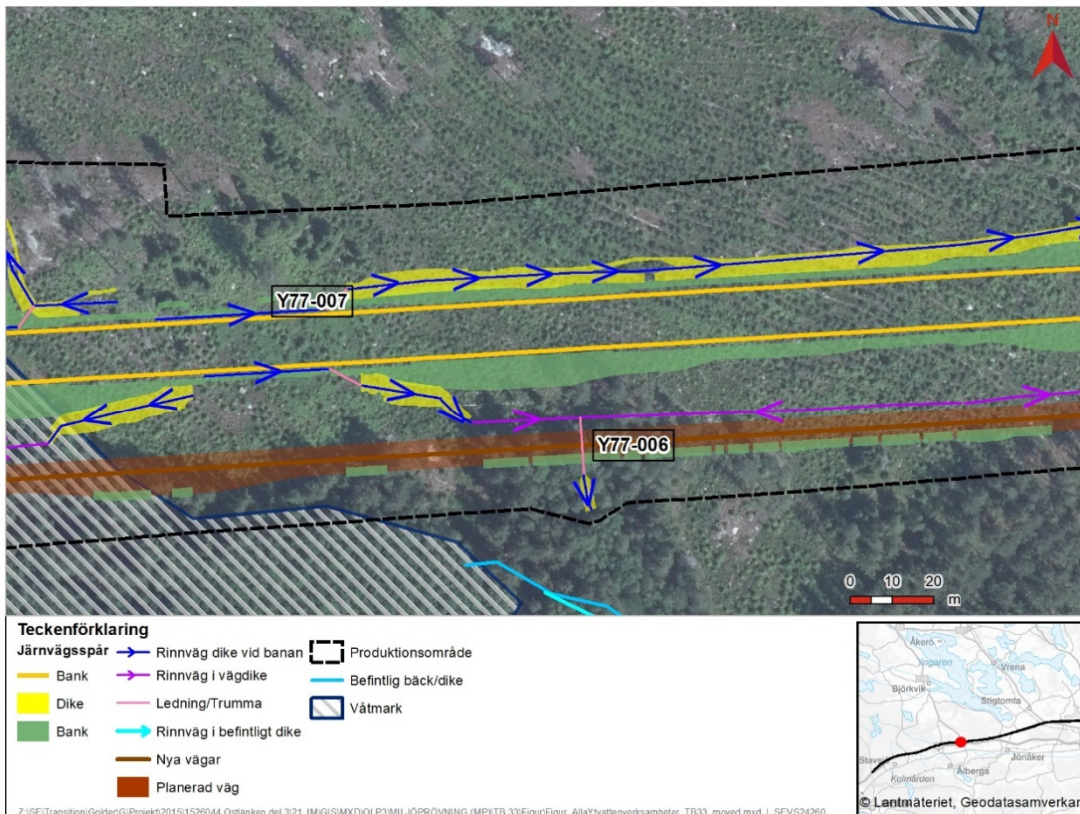 N
Y77-007
Y77-006
0 10 20
m
Teckenförklaring
Järnvägsspår
Bank
Dike
Bank
Rinnväg dike vid banan
Rinnväg i vägdike
Ledning/Trumma
Rinnväg i befintligt dike
Nya vägar
Planerad väg
Produktionsområde
Befintlig bäck/dike
Våtmark
Åkerö
Yngaren
Vrena
Björkvik
Stigtomta
Stavsjö
Jönåker
Ålberga
Kolmården
© Lantmäteriet, Geodatasamverkan